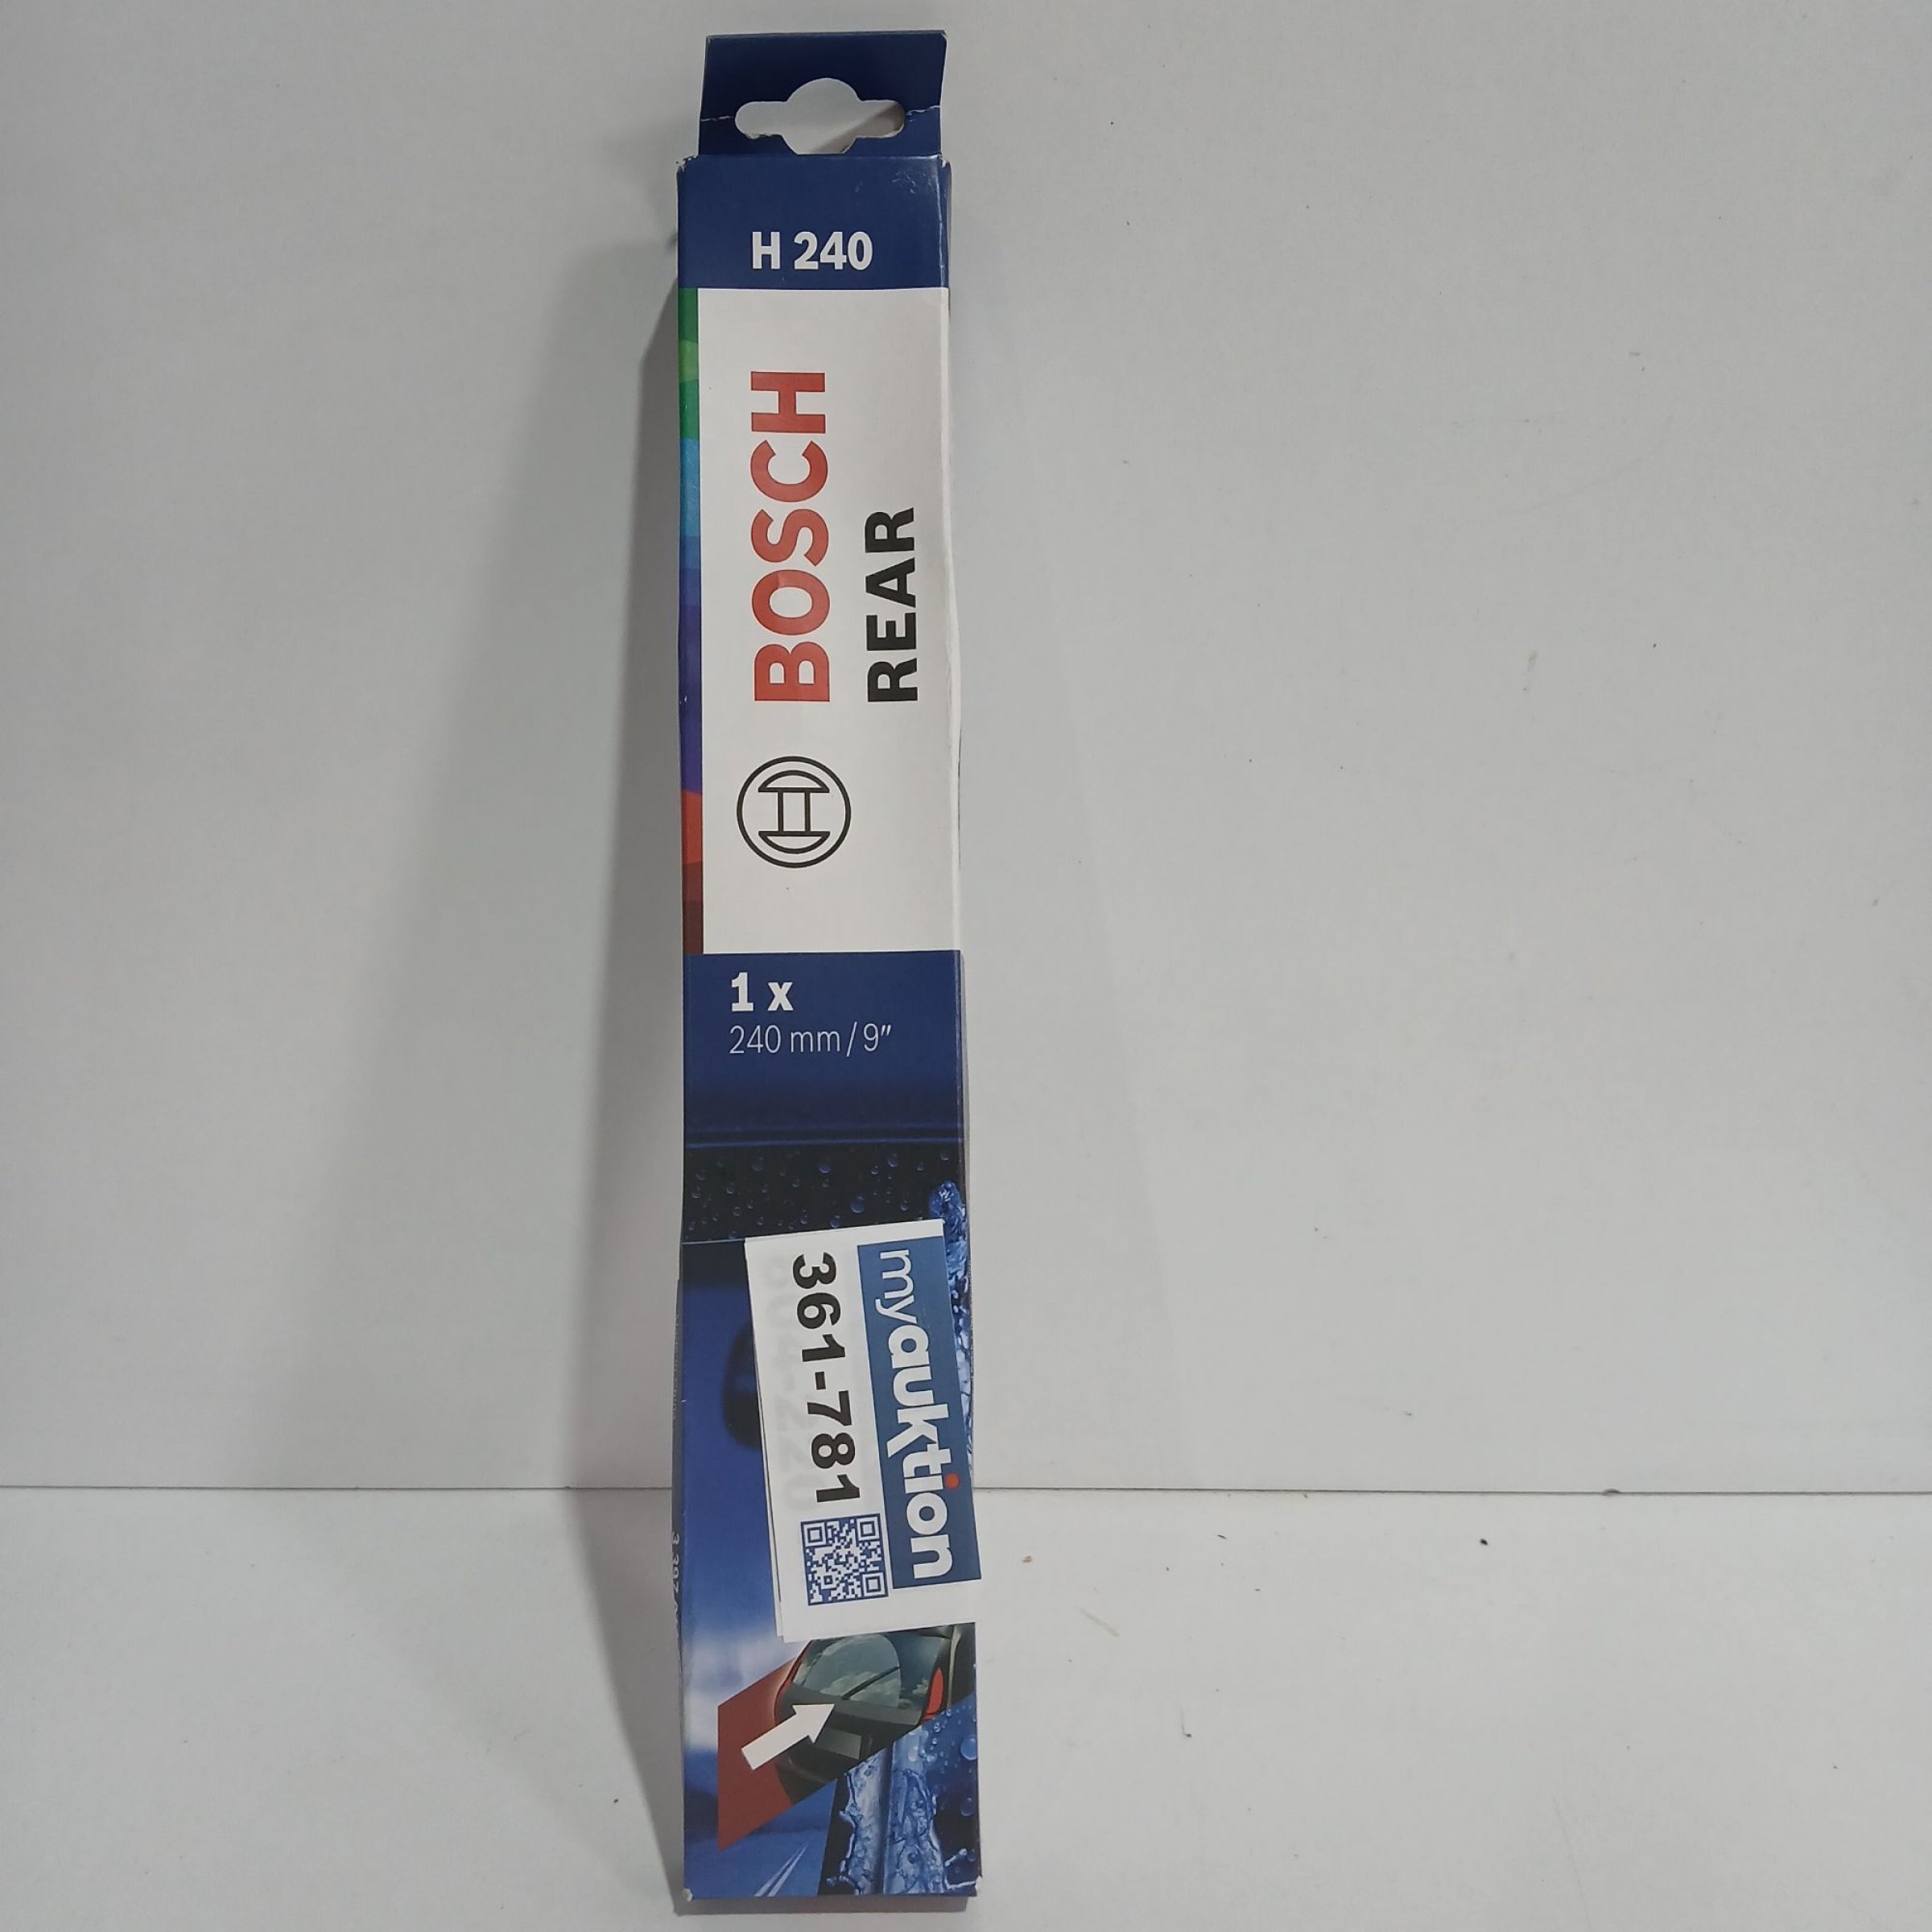 H 240
BOSCH
REAR
1 x
240 mm / 9"
myauktion
361-781